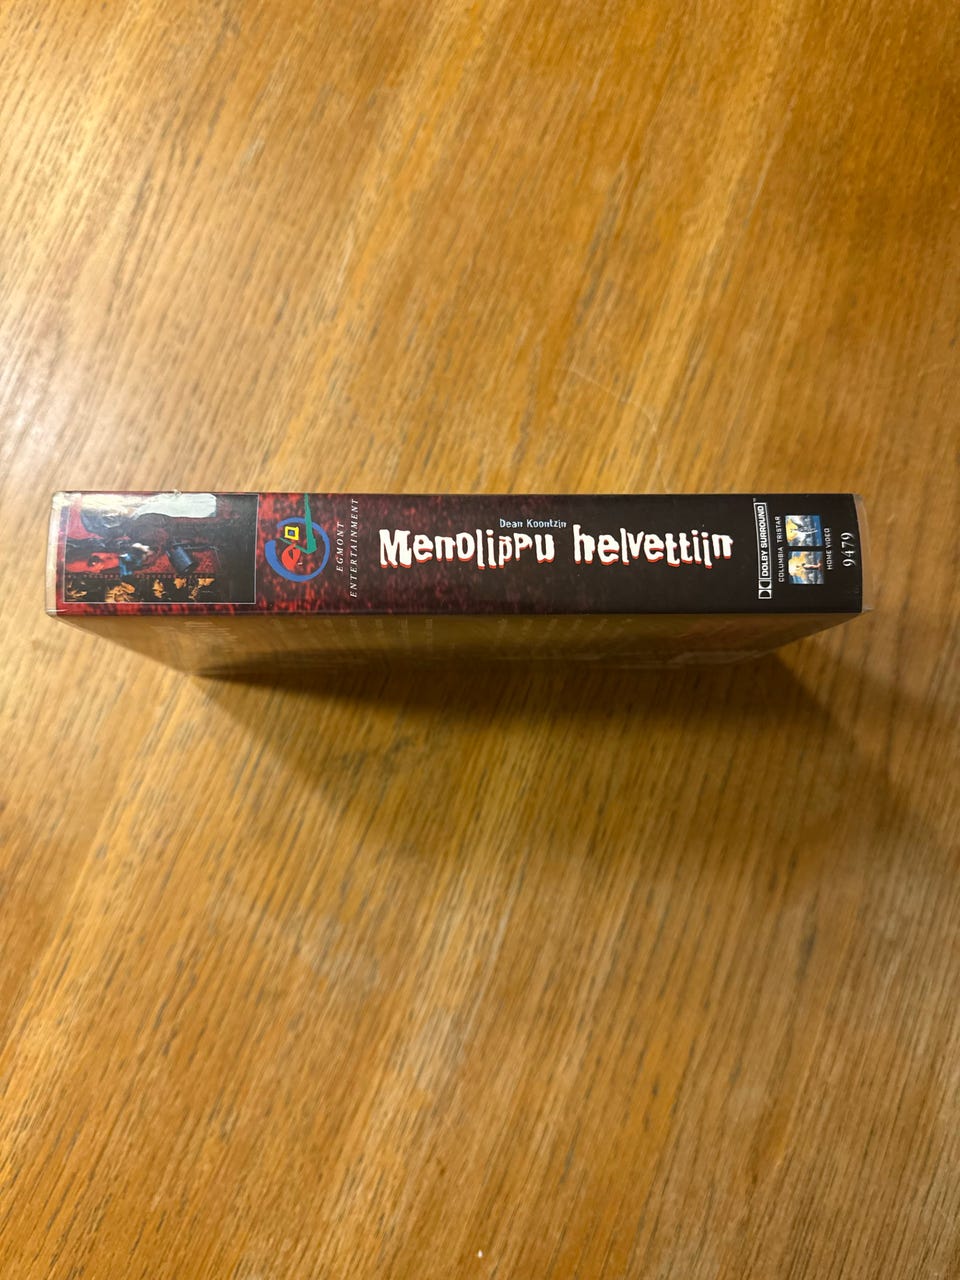 EGMONT
ENTERTAINMENT
Dean Koontzin
Menolippu helvettiin
DOLBY SURROUND
COLUMBIA TRISTAR
HOME VIDEO
9479